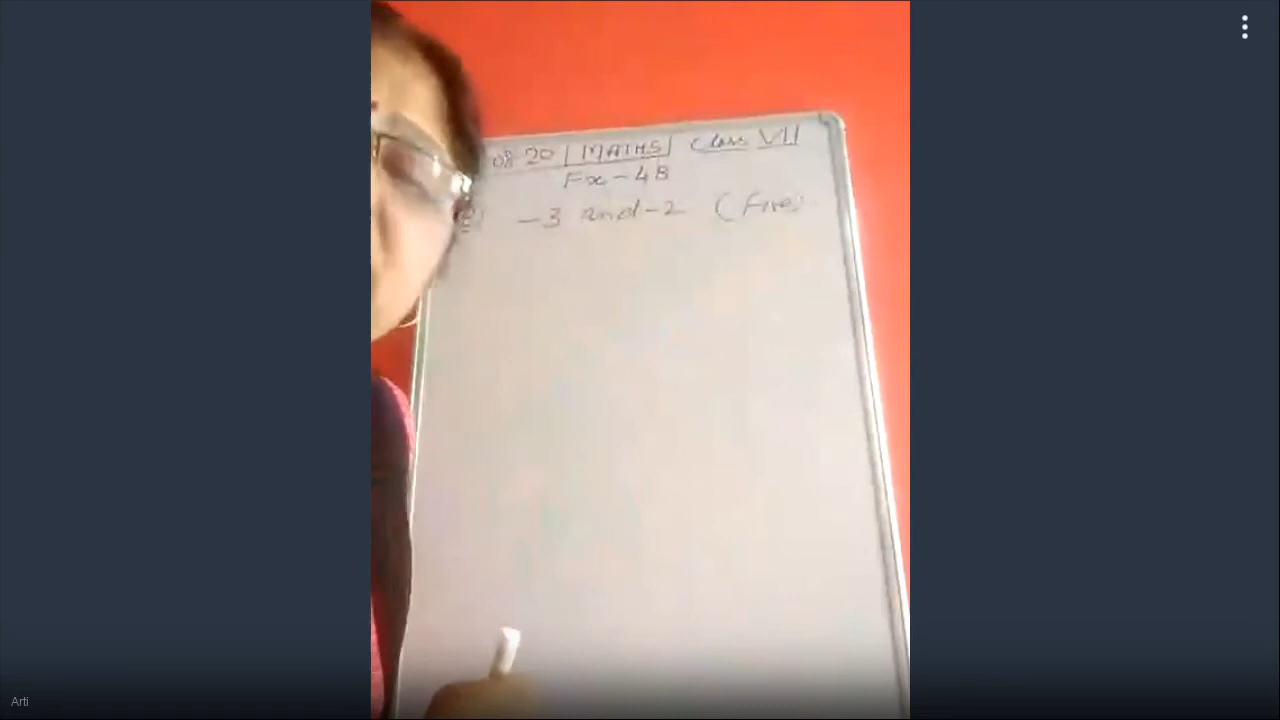 08-20 | MATHS | Class VII
Ex - 4B
-3 and -2 (Five)
Arti